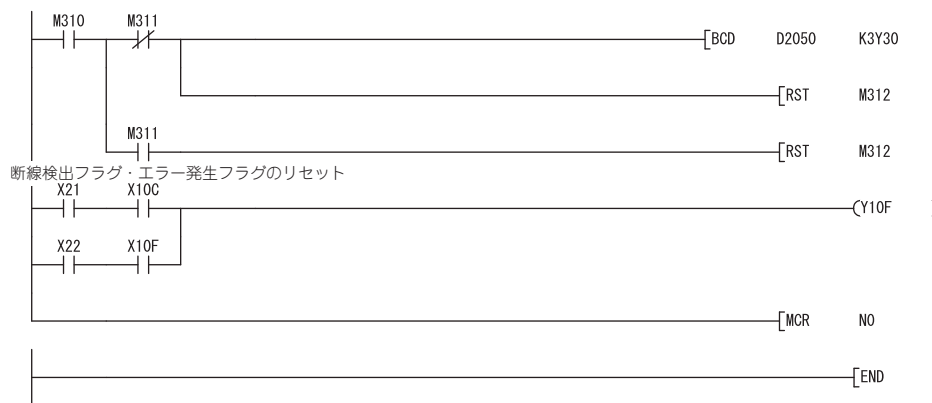 M310 M311
BCD D2050 K3Y30
RST M312
M311
RST M312
断線検出フラグ・エラー発生フラグのリセット
X21 X10C
Y10F
X22 X10F
MCR N0
END